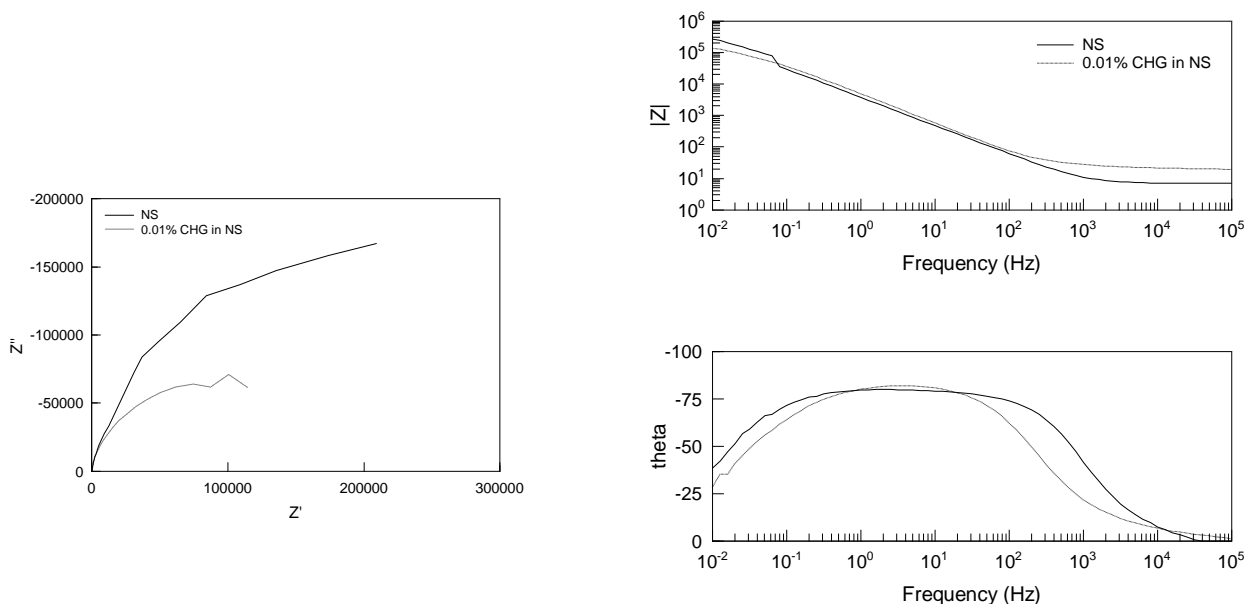 -200000
-150000
-100000
-50000
0
Z''
NS
0.01% CHG in NS
0 100000 200000 300000
Z'
10^6
10^5
10^4
10^3
10^2
10^1
10^0
|Z|
NS
0.01% CHG in NS
10^-2 10^-1 10^0 10^1 10^2 10^3 10^4 10^5
Frequency (Hz)
-100
-75
-50
-25
0
theta
10^-2 10^-1 10^0 10^1 10^2 10^3 10^4 10^5
Frequency (Hz)